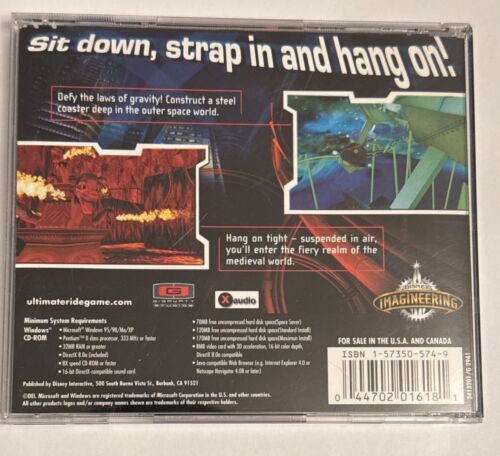 Sit down, strap in and hang on!
Defy the laws of gravity! Construct a steel
coaster deep in the outer space world.
Hang on tight – suspended in air,
you'll enter the fiery realm of the
medieval world.
ultimateridegame.com
G
HIGHGRAVITY
STUDIOS
X audio
DISNEY
IMAGINEERING
Minimum System Requirements
Windows®
CD-ROM
• Microsoft® Windows 95/98/Me/XP
• Pentium® II class processor, 333 MHz or faster
• 32MB RAM or greater
• DirectX 8.0a (included)
• 8X speed CD-ROM or faster
• 16-bit DirectX-compatible sound card
• 70MB free uncompressed hard disk space(Space Saver)
• 120MB free uncompressed hard disk space(Standard Install)
• 170MB free uncompressed hard disk space(Maximum Install)
• 8MB video card with 3D acceleration, 16-bit color depth,
DirectX 8.0a compatible
• Java-compatible Web Browser (e.g. Internet Explorer 4.0 or
Netscape Navigator 4.08 or later)
Published by Disney Interactive, 500 South Buena Vista St., Burbank, CA 91521
©DEI. Microsoft and Windows are registered trademarks of Microsoft Corporation in the U.S. and other countries.
All other products logos and/or company names shown are trademarks of their respective holders.
FOR SALE IN THE U.S.A. AND CANADA
ISBN 1-57350-574-9
0 44702 01618 1